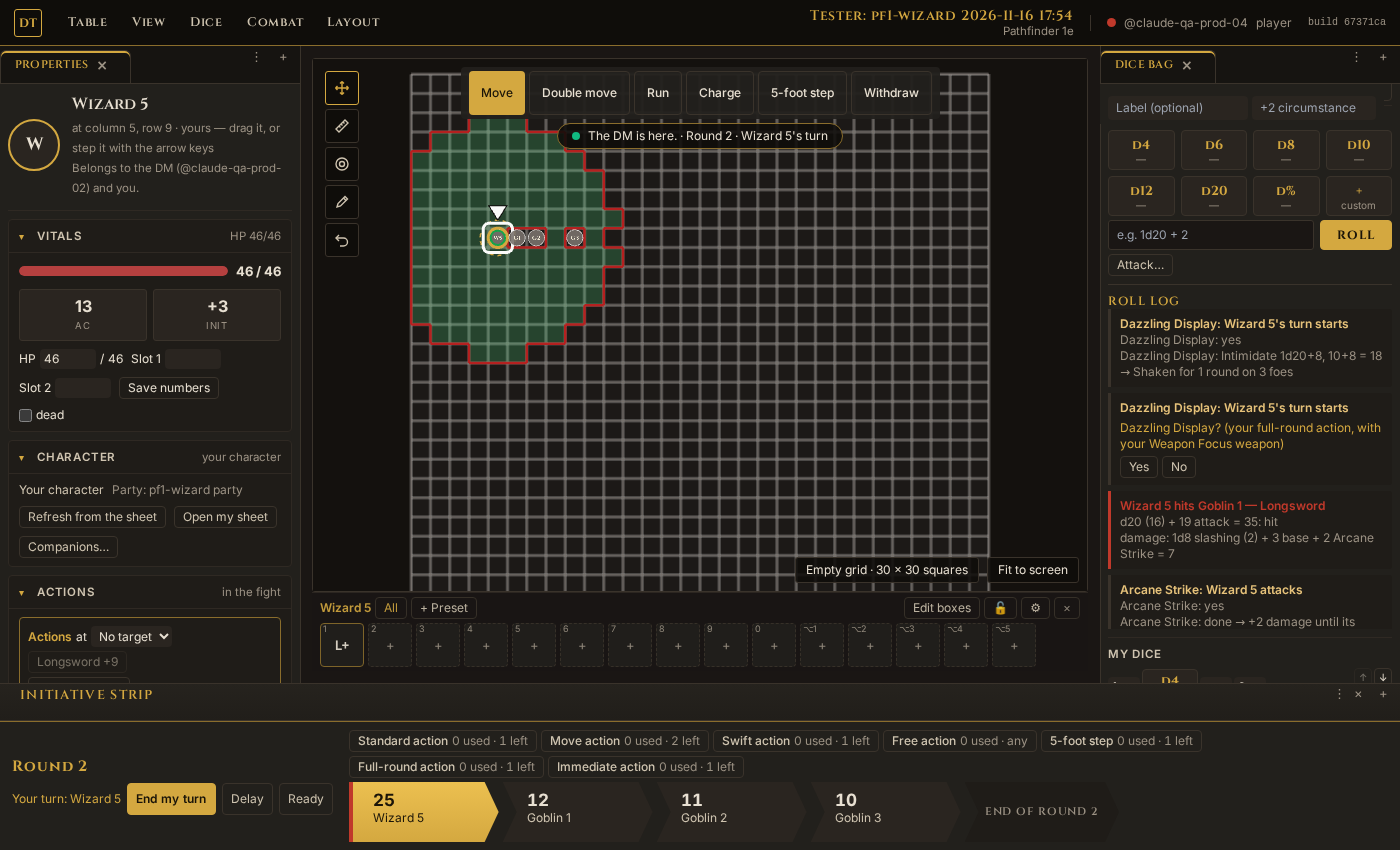 DT Table View Dice Combat Layout
Tester: pf1-wizard 2026-11-16 17:54
Pathfinder 1e
@claude-qa-prod-04 player build 67371ca
Properties ×
Wizard 5
W
at column 5, row 9 · yours — drag it, or
step it with the arrow keys
Belongs to the DM (@claude-qa-prod-
02) and you.
VITALS HP 46/46
46 / 46
13
AC
+3
INIT
HP 46 / 46 Slot 1
Slot 2 Save numbers
dead
CHARACTER your character
Your character Party: pf1-wizard party
Refresh from the sheet Open my sheet
Companions...
ACTIONS in the fight
Actions at No target
Longsword +9
Move Double move Run Charge 5-foot step Withdraw
The DM is here. · Round 2 · Wizard 5's turn
W5 G1 G2 G3
Empty grid · 30 × 30 squares Fit to screen
Wizard 5 All + Preset Edit boxes ×
1 2 3 4 5 6 7 8 9 0 ⌥1 ⌥2 ⌥3 ⌥4 ⌥5
L+ + + + + + + + + + + + + + +
Dice Bag ×
Label (optional) +2 circumstance
D4 D6 D8 D10
— — — —
D12 D20 D% +
— — — custom
e.g. 1d20 + 2 ROLL
Attack...
Roll Log
Dazzling Display: Wizard 5's turn starts
Dazzling Display: yes
Dazzling Display: Intimidate 1d20+8, 10+8 = 18
→ Shaken for 1 round on 3 foes
Dazzling Display: Wizard 5's turn starts
Dazzling Display? (your full-round action, with
your Weapon Focus weapon)
Yes No
Wizard 5 hits Goblin 1 — Longsword
d20 (16) + 19 attack = 35: hit
damage: 1d8 slashing (2) + 3 base + 2 Arcane
Strike = 7
Arcane Strike: Wizard 5 attacks
Arcane Strike: yes
Arcane Strike: done → +2 damage until its
MY DICE
D4
Initiative Strip
Round 2
Your turn: Wizard 5 End my turn Delay Ready
Standard action 0 used · 1 left Move action 0 used · 2 left Swift action 0 used · 1 left Free action 0 used · any 5-foot step 0 used · 1 left
Full-round action 0 used · 1 left Immediate action 0 used · 1 left
25
Wizard 5
12
Goblin 1
11
Goblin 2
10
Goblin 3
End of Round 2